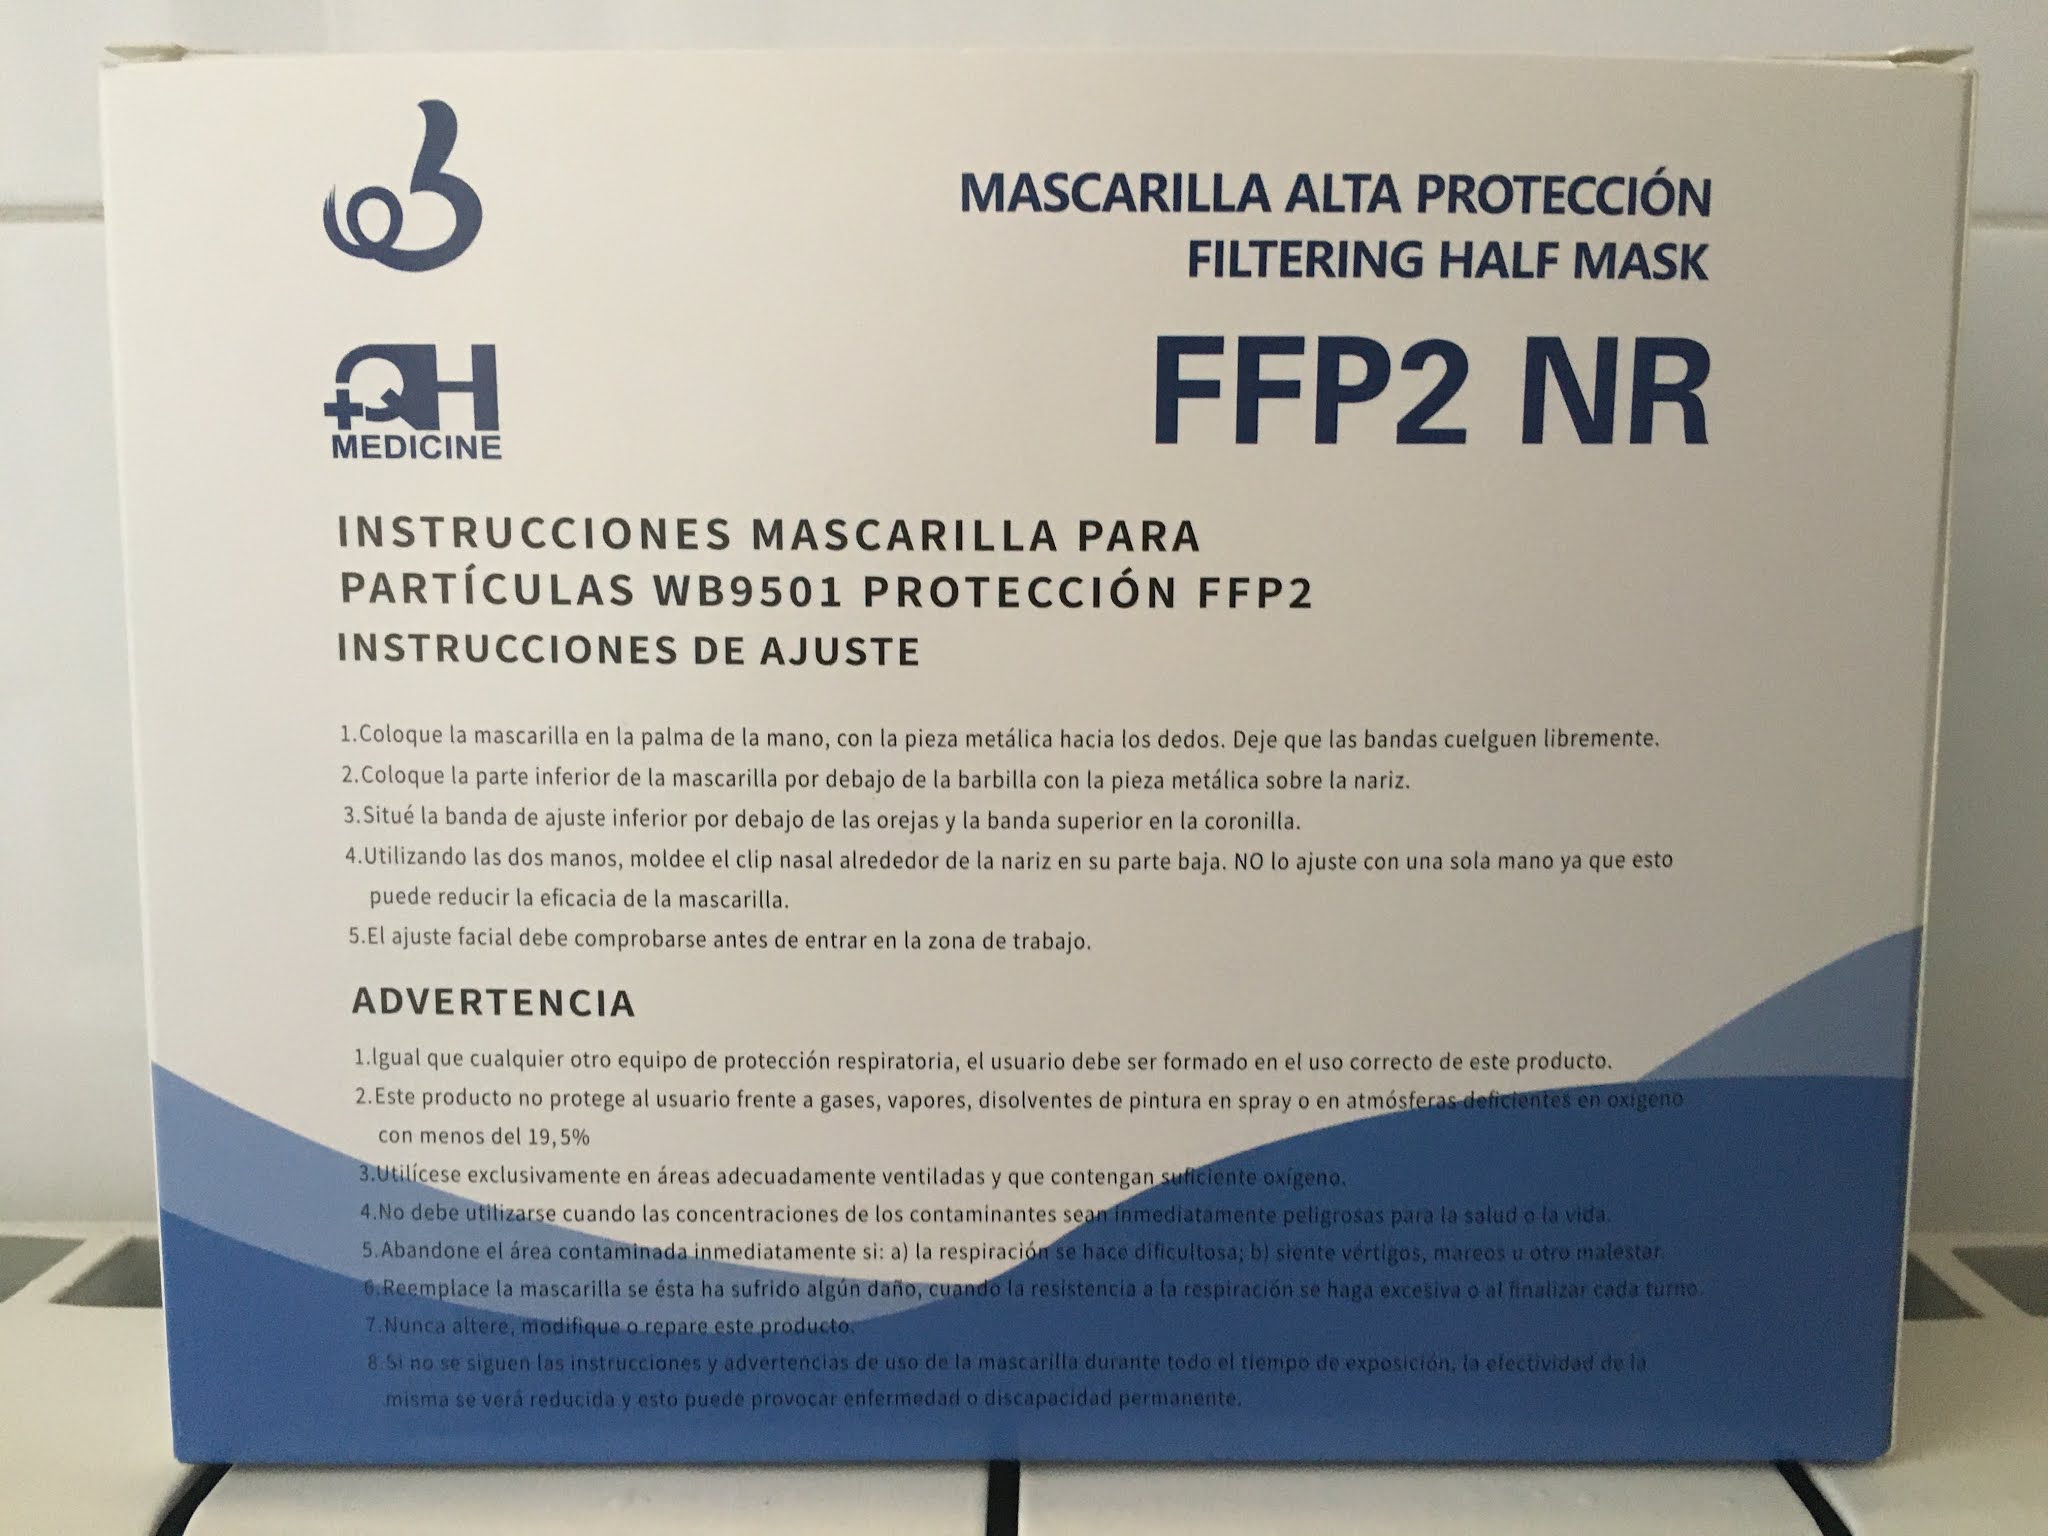 MASCARILLA ALTA PROTECCIÓN
FILTERING HALF MASK
FFP2 NR
QH
MEDICINE
INSTRUCCIONES MASCARILLA PARA
PARTÍCULAS WB9501 PROTECCIÓN FFP2
INSTRUCCIONES DE AJUSTE
1.Coloque la mascarilla en la palma de la mano, con la pieza metálica hacia los dedos. Deje que las bandas cuelguen libremente.
2.Coloque la parte inferior de la mascarilla por debajo de la barbilla con la pieza metálica sobre la nariz.
3.Situé la banda de ajuste inferior por debajo de las orejas y la banda superior en la coronilla.
4.Utilizando las dos manos, moldee el clip nasal alrededor de la nariz en su parte baja. NO lo ajuste con una sola mano ya que esto
puede reducir la eficacia de la mascarilla.
5.El ajuste facial debe comprobarse antes de entrar en la zona de trabajo.
ADVERTENCIA
1.Igual que cualquier otro equipo de protección respiratoria, el usuario debe ser formado en el uso correcto de este producto.
2.Este producto no protege al usuario frente a gases, vapores, disolventes de pintura en spray o en atmósferas deficientes en oxígeno
con menos del 19,5%
3.Utilícese exclusivamente en áreas adecuadamente ventiladas y que contengan suficiente oxígeno.
4.No debe utilizarse cuando las concentraciones de los contaminantes sean inmediatamente peligrosas para la salud o la vida.
5.Abandone el área contaminada inmediatamente si: a) la respiración se hace dificultosa; b) siente vértigos, mareos u otro malestar.
6.Reemplace la mascarilla se ésta ha sufrido algún daño, cuando la resistencia a la respiración se haga excesiva o al finalizar cada turno.
7.Nunca altere, modifique o repare este producto.
8.Si no se siguen las instrucciones y advertencias de uso de la mascarilla durante todo el tiempo de exposición, la efectividad de la
misma se verá reducida y esto puede provocar enfermedad o discapacidad permanente.